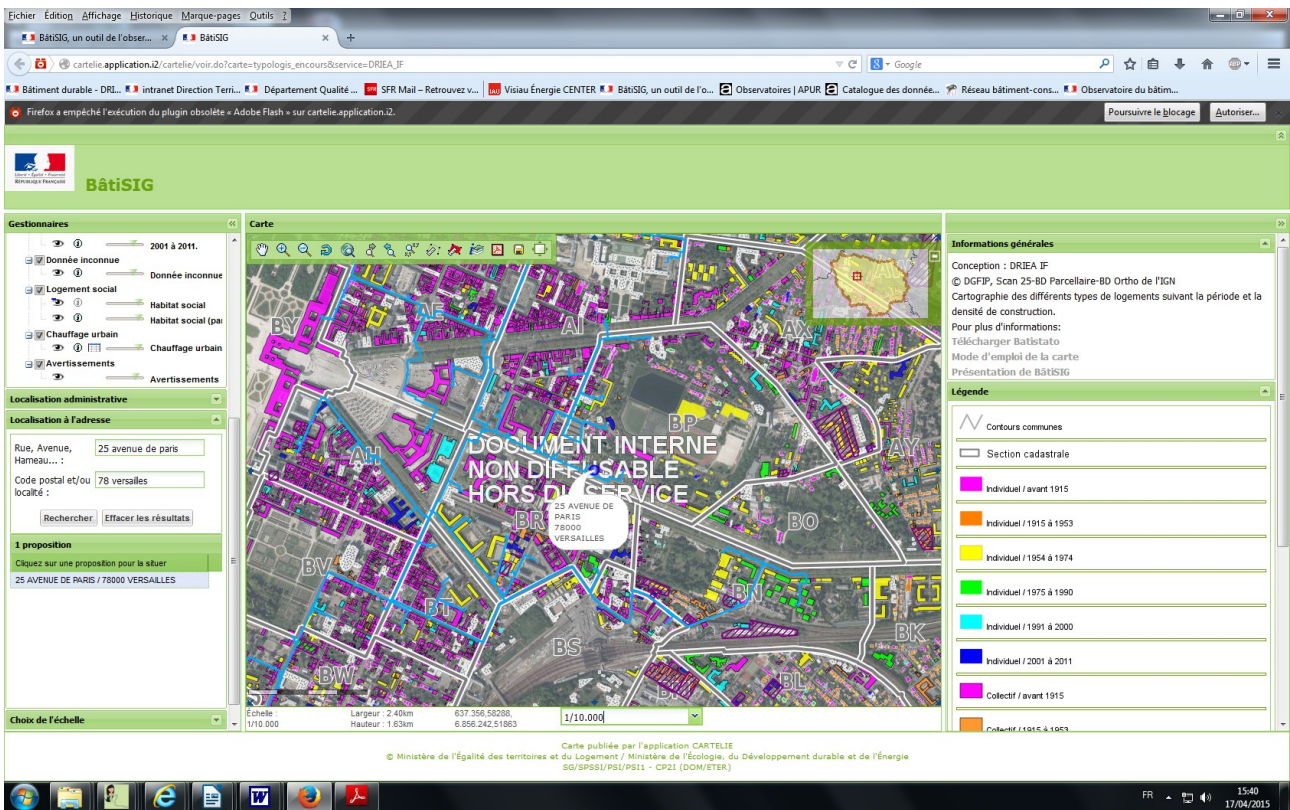 Fichier Édition Affichage Historique Marque-pages Outils ?
BâtiSIG, un outil de l'obser... × BâtiSIG × +
cartelie.application.i2/cartelie/voir.do?carte=typologis_encours&service=DRIEA_IF
Google
Bâtiment durable - DRI... intranet Direction Terri... Département Qualité ... SFR Mail – Retrouvez v... Visiau Énergie CENTER BâtiSIG, un outil de l'o... Observatoires | APUR Catalogue des donnée... Réseau bâtiment-cons... Observatoire du bâtim...
Firefox a empêché l'exécution du plugin obsolète « Adobe Flash » sur cartelie.application.i2.
Poursuivre le blocage Autoriser...
Liberté • Égalité • Fraternité
RÉPUBLIQUE FRANÇAISE
BâtiSIG
Gestionnaires
2001 à 2011.
Donnée inconnue
Donnée inconnue
Logement social
Habitat social
Habitat social (par
Chauffage urbain
Chauffage urbain
Avertissements
Avertissements
Localisation administrative
Localisation à l'adresse
Rue, Avenue,
Hameau... :
25 avenue de paris
Code postal et/ou
localité :
78 versailles
Rechercher Effacer les résultats
1 proposition
Cliquez sur une proposition pour la situer
25 AVENUE DE PARIS / 78000 VERSAILLES
Choix de l'échelle
Carte
BY
AE
AI
AX
BP
AY
AH
DOCUMENT INTERNE
NON DIFFUSABLE
HORS DU SERVICE
25 AVENUE DE
PARIS
78000
VERSAILLES
BR
BO
BV
BT
BN
BK
BS
BW
BL
Échelle :
1/10.000
Largeur : 2.40km
Hauteur : 1.63km
637.356,58288,
6.856.242,51863
1/10.000
Informations générales
Conception : DRIEA IF
© DGFIP, Scan 25-BD Parcellaire-BD Ortho de l'IGN
Cartographie des différents types de logements suivant la période et la
densité de construction.
Pour plus d'informations:
Télécharger Batistato
Mode d'emploi de la carte
Présentation de BâtiSIG
Légende
Contours communes
Section cadastrale
Individuel / avant 1915
Individuel / 1915 à 1953
Individuel / 1954 à 1974
Individuel / 1975 à 1990
Individuel / 1991 à 2000
Individuel / 2001 à 2011
Collectif / avant 1915
Collectif / 1915 à 1953
Carte publiée par l'application CARTELIE
© Ministère de l'Égalité des territoires et du Logement / Ministère de l'Écologie, du Développement durable et de l'Énergie
SG/SPSSI/PSI/PSI1 - CP2I (DOM/ETER)
FR
15:40
17/04/2015